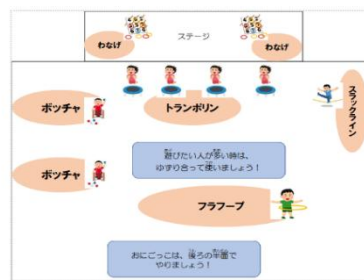 ステージ
わなげ
わなげ
ボッチャ
トランポリン
スラックライン
ボッチャ
遊びたい人が多い時は、
ゆずり合って使いましょう！
フラフープ
おにごっこは、後ろの半面で
やりましょう！